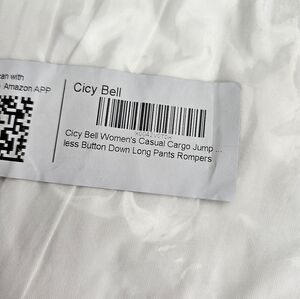 can with
Amazon APP
Cicy Bell
Cicy Bell Women's Casual Cargo Jump ...
less Button Down Long Pants Rompers